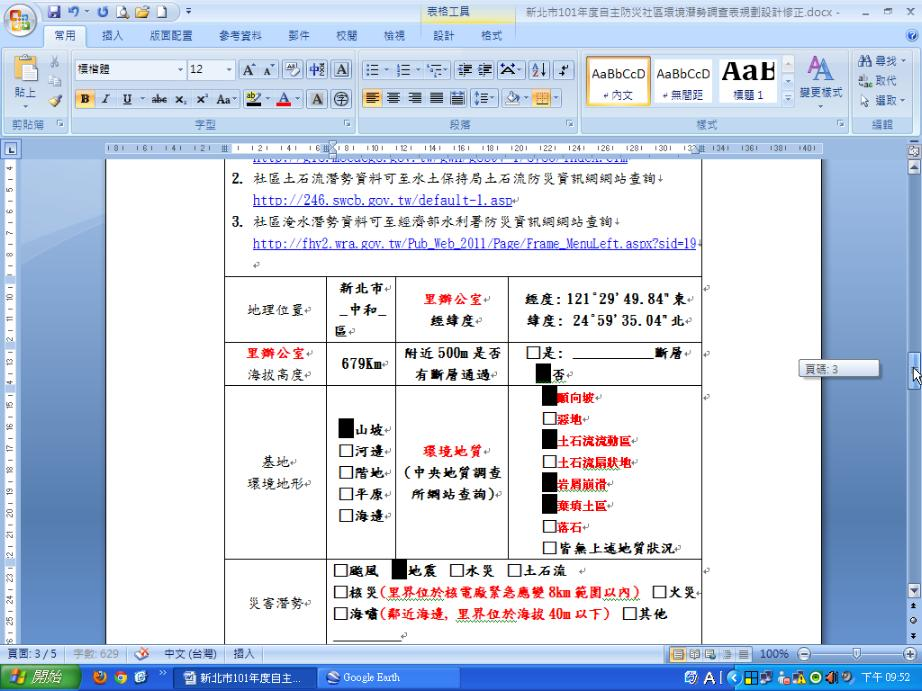 表格工具
新北市101年度自主防災社區環境潛勢調查表規劃設計修正.docx -
常用 插入 版面配置 參考資料 郵件 校閱 檢視 設計 格式
貼上
標楷體 12
B I U abc x₂ x² Aa
AaBbCcD AaBbCcD AaB
內文 無間距 標題 1
變更樣式
尋找
取代
選取
剪貼簿 字型 段落 樣式 編輯
2. 社區土石流潛勢資料可至水土保持局土石流防災資訊網網站查詢
http://246.swcb.gov.tw/default-1.asp
3. 社區淹水潛勢資料可至經濟部水利署防災資訊網網站查詢
http://fhy2.wra.gov.tw/Pub_Web_2011/Page/Frame_MenuLeft.aspx?sid=19
地理位置
新北市
_中和_
區
里辦公室
經緯度
經度: 121°29'49.84"東
緯度: 24°59'35.04"北
里辦公室
海拔高度
679Km
附近 500m 是否
有斷層通過
□是: ____________斷層
■否
基地
環境地形
■山坡
□河邊
□階地
□平原
□海邊
環境地質
(中央地質調查
所網站查詢)
■順向坡
□惡地
■土石流流動區
□土石流扇狀地
■岩屑崩滑
■棄填土區
□落石
□皆無上述地質狀況
災害潛勢
□颱風 ■地震 □水災 □土石流
□核災(里界位於核電廠緊急應變 8km 範圍以內) □火災
□海嘯(鄰近海邊, 里界位於海拔 40m 以下) □其他
__________
頁碼: 3
頁面: 3 / 5 字數: 629 中文 (台灣) 插入 100%
開始 新北市101年度自主... Google Earth 下午 09:52